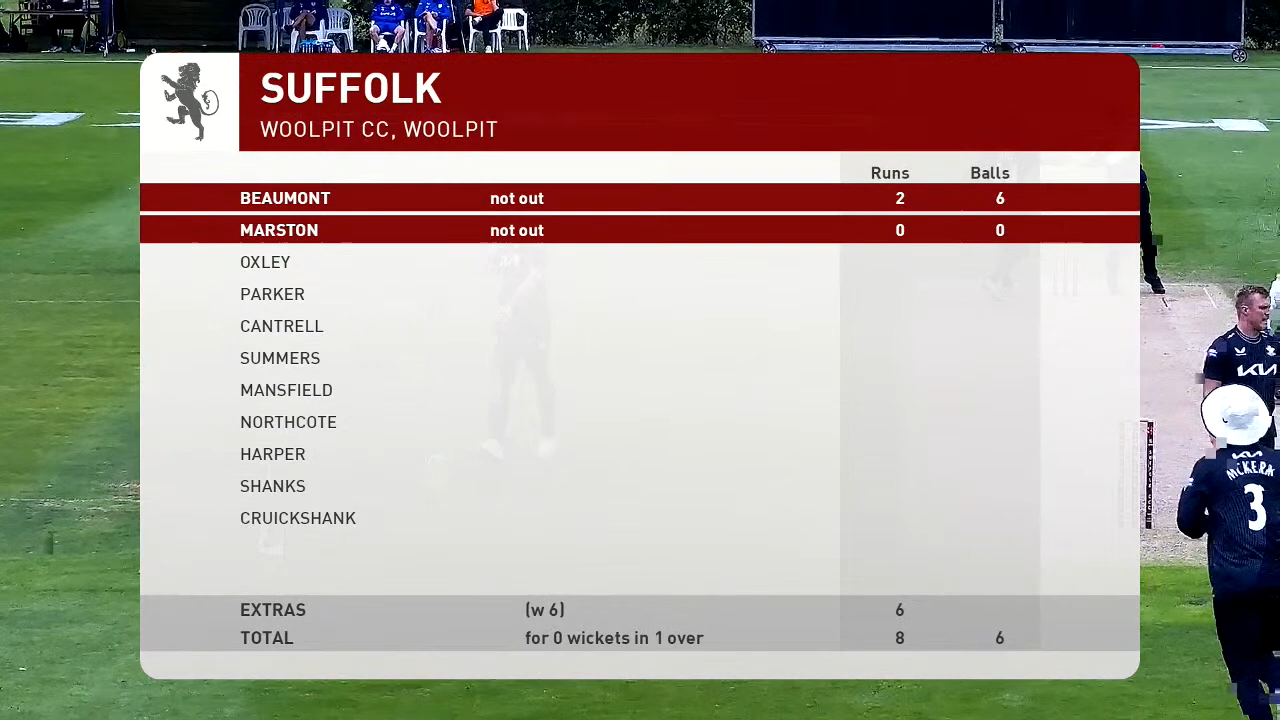 SUFFOLK
WOOLPIT CC, WOOLPIT
Runs Balls
BEAUMONT not out 2 6
MARSTON not out 0 0
OXLEY
PARKER
CANTRELL
SUMMERS
MANSFIELD
NORTHCOTE
HARPER
SHANKS
CRUICKSHANK
EXTRAS (w 6) 6
TOTAL for 0 wickets in 1 over 8 6
KIA
KIA
MCKERR
3